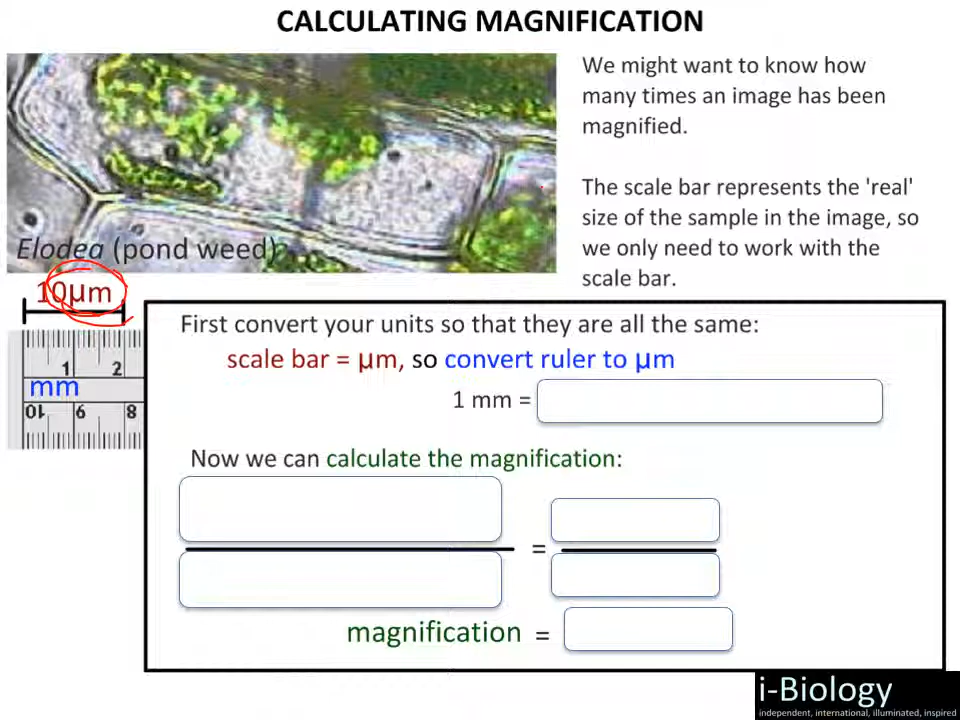 CALCULATING MAGNIFICATION
We might want to know how
many times an image has been
magnified.
The scale bar represents the 'real'
size of the sample in the image, so
we only need to work with the
scale bar.
Elodea (pond weed)
10μm
1 2
mm
10 9 8
First convert your units so that they are all the same:
scale bar = μm, so convert ruler to μm
1 mm =
Now we can calculate the magnification:
=
magnification =
i-Biology
independent, international, illuminated, inspired